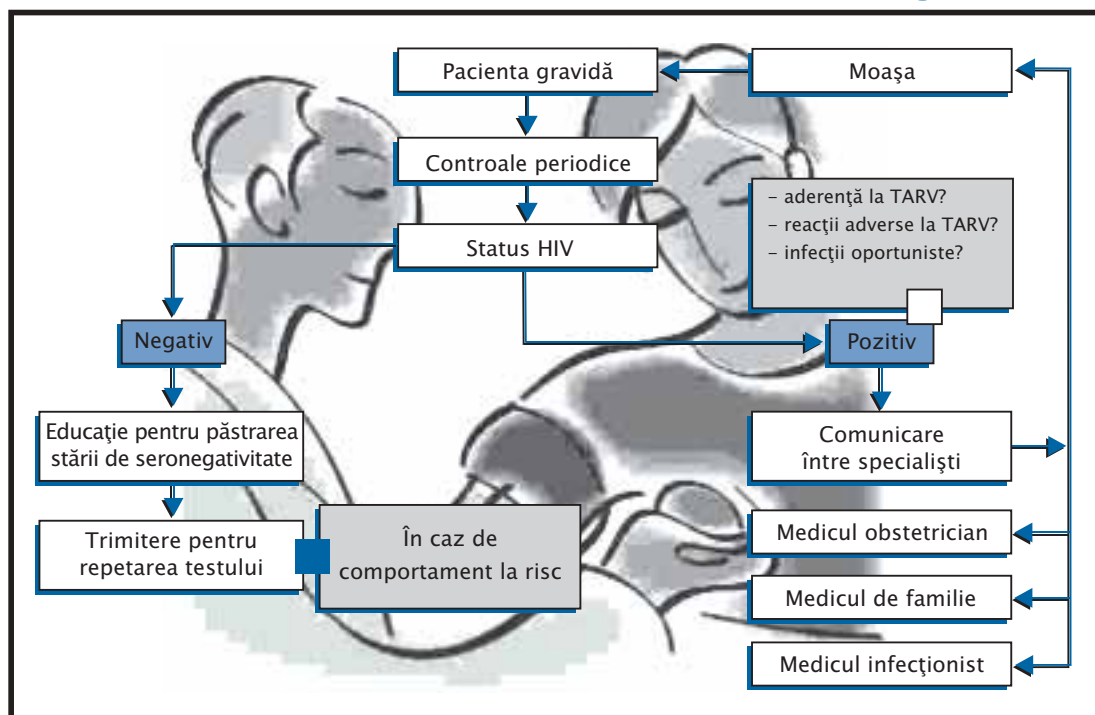 Pacienta gravidă
Moaşa
Controale periodice
– aderenţă la TARV?
– reacţii adverse la TARV?
– infecţii oportuniste?
Status HIV
Negativ
Pozitiv
Educaţie pentru păstrarea
stării de seronegativitate
Comunicare
între specialişti
Trimitere pentru
repetarea testului
În caz de
comportament la risc
Medicul obstetrician
Medicul de familie
Medicul infecţionist